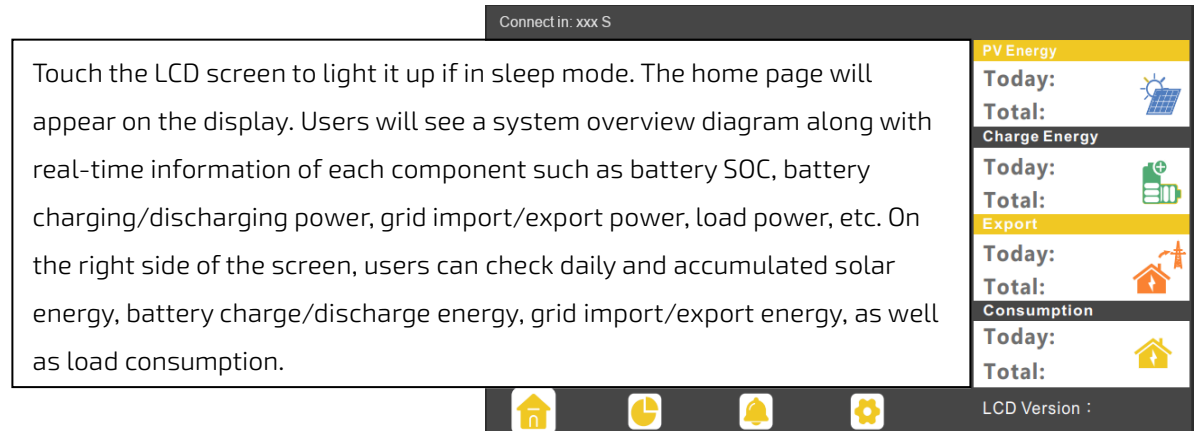 Connect in: xxx S
Touch the LCD screen to light it up if in sleep mode. The home page will
appear on the display. Users will see a system overview diagram along with
real-time information of each component such as battery SOC, battery
charging/discharging power, grid import/export power, load power, etc. On
the right side of the screen, users can check daily and accumulated solar
energy, battery charge/discharge energy, grid import/export energy, as well
as load consumption.
PV Energy
Today:
Total:
Charge Energy
Today:
Total:
Export
Today:
Total:
Consumption
Today:
Total:
LCD Version :